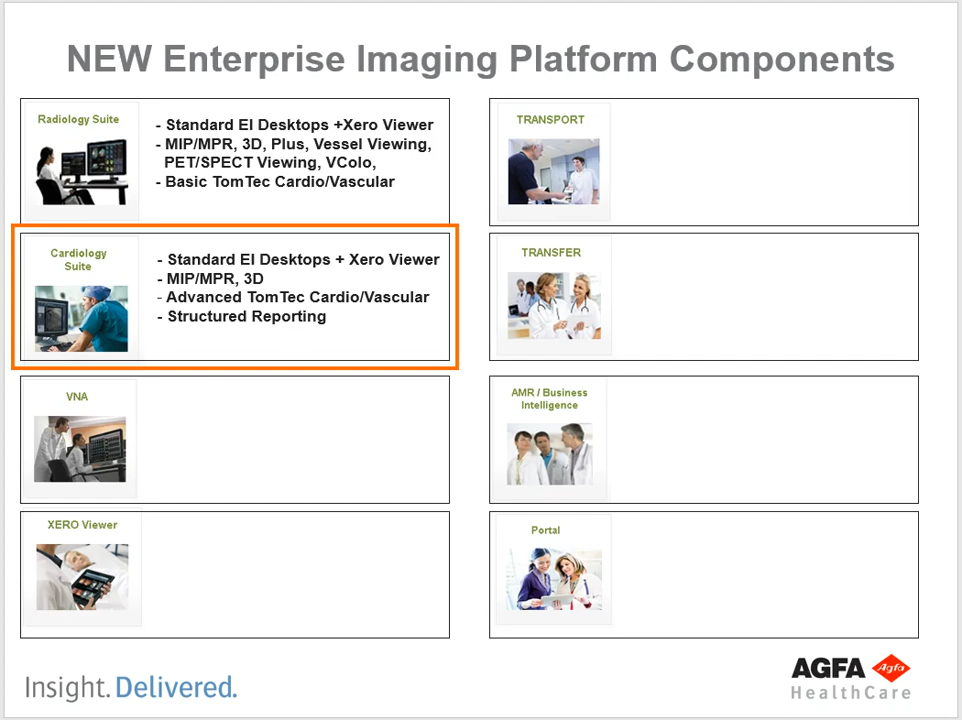 NEW Enterprise Imaging Platform Components
Radiology Suite
- Standard EI Desktops +Xero Viewer
- MIP/MPR, 3D, Plus, Vessel Viewing,
PET/SPECT Viewing, VColo,
- Basic TomTec Cardio/Vascular
Cardiology
Suite
- Standard EI Desktops + Xero Viewer
- MIP/MPR, 3D
- Advanced TomTec Cardio/Vascular
- Structured Reporting
VNA
XERO Viewer
TRANSPORT
TRANSFER
AMR / Business
Intelligence
Portal
Insight. Delivered.
AGFA
Agfa
HealthCare